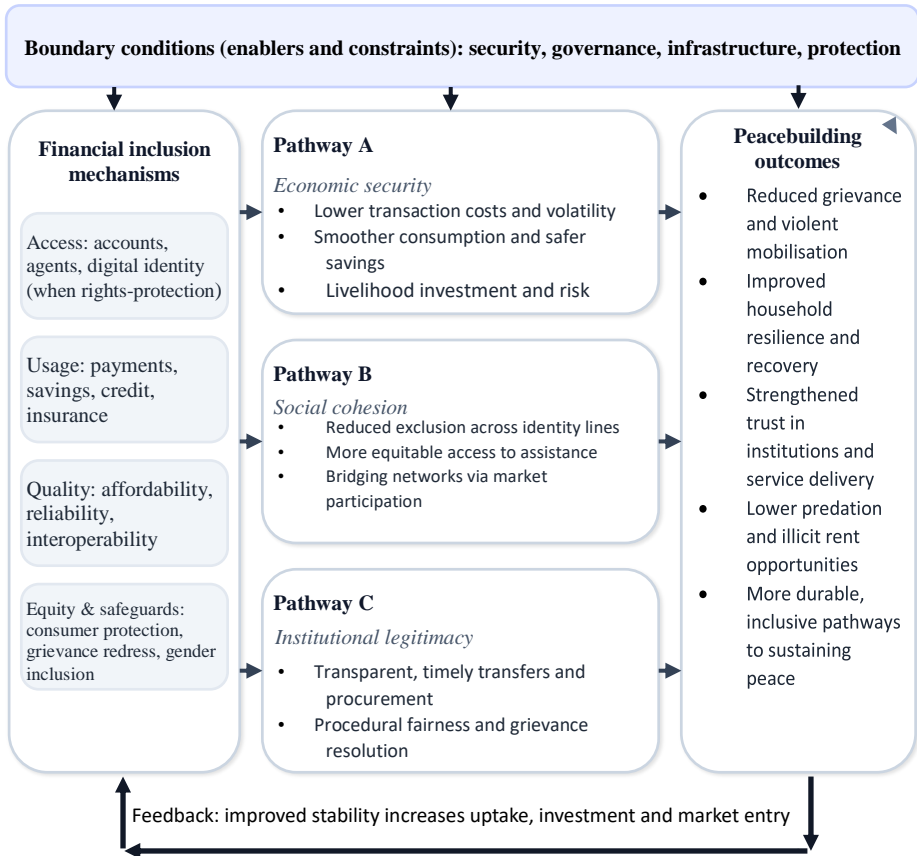 Boundary conditions (enablers and constraints): security, governance, infrastructure, protection
Financial inclusion
mechanisms
Access: accounts,
agents, digital identity
(when rights-protection)
Usage: payments,
savings, credit,
insurance
Quality: affordability,
reliability,
interoperability
Equity & safeguards:
consumer protection,
grievance redress, gender
inclusion
Pathway A
Economic security
• Lower transaction costs and volatility
• Smoother consumption and safer
savings
• Livelihood investment and risk
Pathway B
Social cohesion
• Reduced exclusion across identity lines
• More equitable access to assistance
• Bridging networks via market
participation
Pathway C
Institutional legitimacy
• Transparent, timely transfers and
procurement
• Procedural fairness and grievance
resolution
Peacebuilding
outcomes
• Reduced grievance
and violent
mobilisation
• Improved
household
resilience and
recovery
• Strengthened
trust in
institutions and
service delivery
• Lower predation
and illicit rent
opportunities
• More durable,
inclusive pathways
to sustaining
peace
Feedback: improved stability increases uptake, investment and market entry